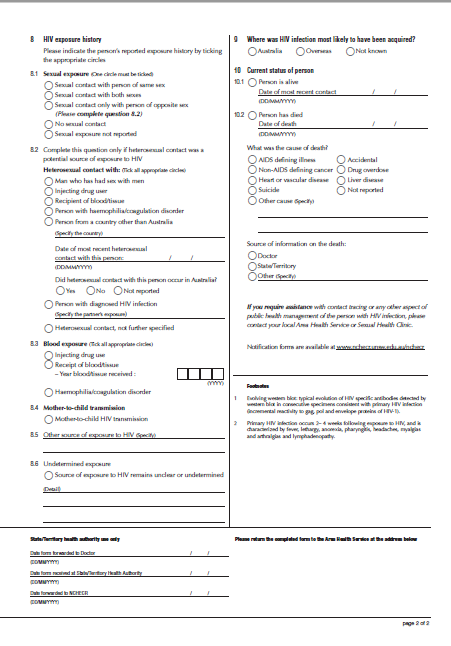 8 HIV exposure history
Please indicate the person's reported exposure history by ticking
the appropriate circles
8.1 Sexual exposure (One circle must be ticked)
Sexual contact with person of same sex
Sexual contact with both sexes
Sexual contact only with person of opposite sex
(Please complete question 8.2)
No sexual contact
Sexual exposure not reported
8.2 Complete this question only if heterosexual contact was a
potential source of exposure to HIV
Heterosexual contact with: (Tick all appropriate circles)
Man who has had sex with men
Injecting drug user
Recipient of blood/tissue
Person with haemophilia/coagulation disorder
Person from a country other than Australia
(Specify the country)
Date of most recent heterosexual
contact with this person: / /
(DD/MM/YYYY)
Did heterosexual contact with this person occur in Australia?
Yes No Not reported
Person with diagnosed HIV infection
(Specify the partner's exposure)
Heterosexual contact, not further specified
8.3 Blood exposure (Tick all appropriate circles)
Injecting drug use
Receipt of blood/tissue
– Year blood/tissue received :
(YYYY)
Haemophilia/coagulation disorder
8.4 Mother-to-child transmission
Mother-to-child HIV transmission
8.5 Other source of exposure to HIV (Specify)
8.6 Undetermined exposure
Source of exposure to HIV remains unclear or undetermined
(Detail)
9 Where was HIV infection most likely to have been acquired?
Australia Overseas Not known
10 Current status of person
10.1 Person is alive
Date of most recent contact / /
(DD/MM/YYYY)
10.2 Person has died
Date of death / /
(DD/MM/YYYY)
What was the cause of death?
AIDS defining illness Accidental
Non-AIDS defining cancer Drug overdose
Heart or vascular disease Liver disease
Suicide Not reported
Other cause (Specify)
Source of information on the death:
Doctor
State/Territory
Other (Specify)
If you require assistance with contact tracing or any other aspect of
public health management of the person with HIV infection, please
contact your local Area Health Service or Sexual Health Clinic.
Notification forms are available at www.nchecr.unsw.edu.au/nchecr
Footnotes
1 Evolving western blot: typical evolution of HIV specific antibodies detected by
western blot in consecutive specimens consistent with primary HIV infection
(incremental reactivity to gag, pol and envelope proteins of HIV-1).
2 Primary HIV infection occurs 2– 4 weeks following exposure to HIV, and is
characterized by fever, lethargy, anorexia, pharyngitis, headaches, myalgias
and arthralgias and lymphadenopathy.
State/Territory health authority use only
Date form forwarded to Doctor / /
(DD/MM/YYYY)
Date form received at State/Territory Health Authority / /
(DD/MM/YYYY)
Date forwarded to NCHECR / /
(DD/MM/YYYY)
Please return the completed form to the Area Health Service at the address below
page 2 of 2